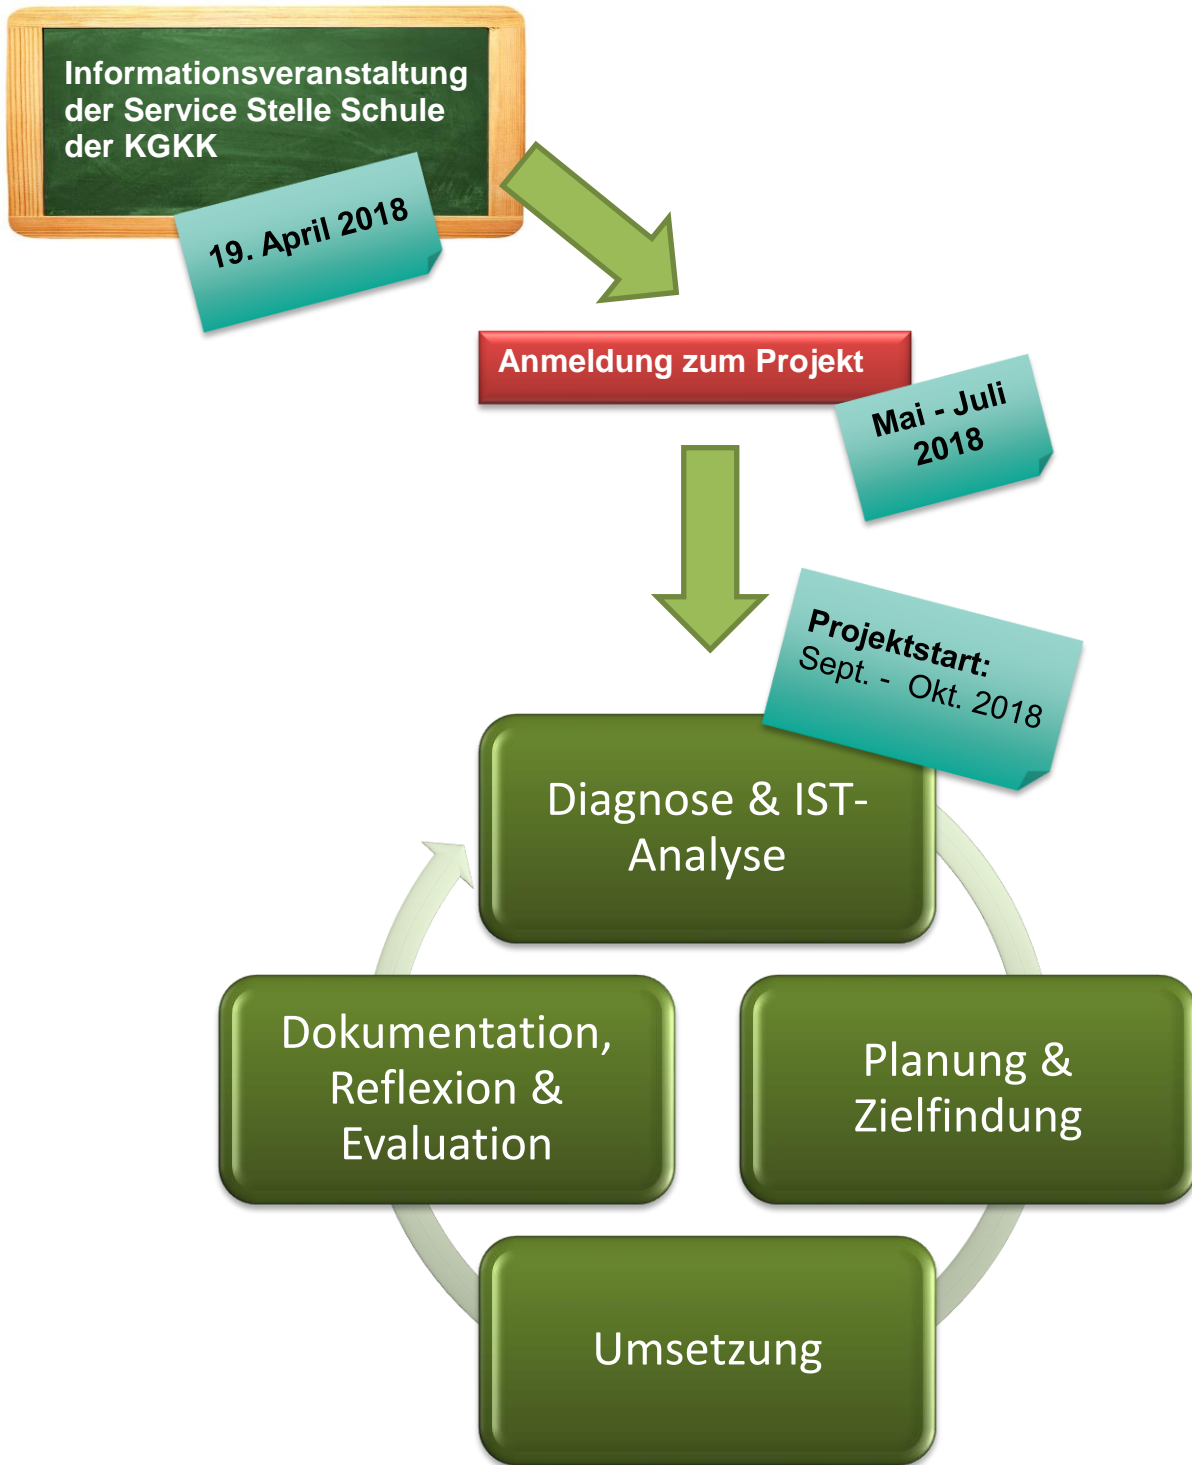 Informationsveranstaltung
der Service Stelle Schule
der KGKK
19. April 2018
Anmeldung zum Projekt
Mai - Juli
2018
Projektstart:
Sept. - Okt. 2018
Diagnose & IST-
Analyse
Planung &
Zielfindung
Umsetzung
Dokumentation,
Reflexion &
Evaluation